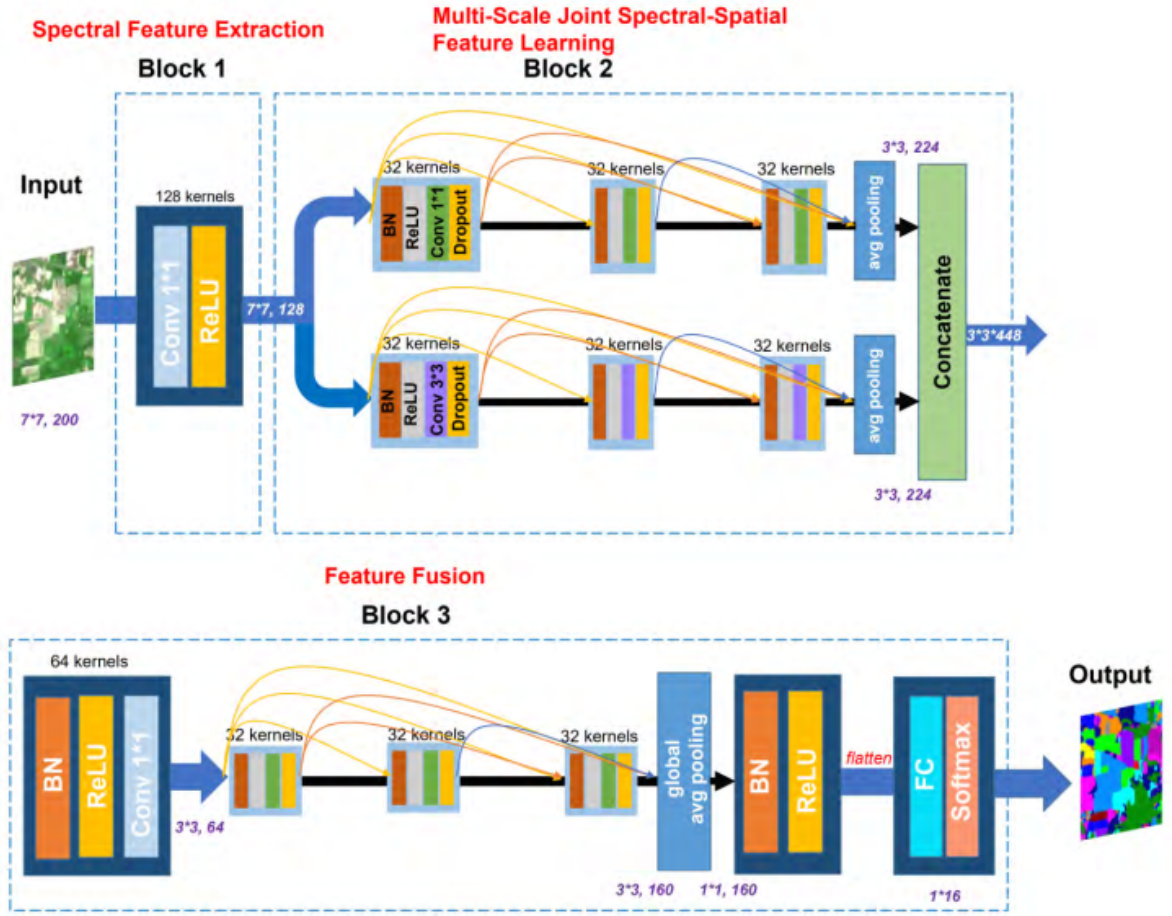 Spectral Feature Extraction
Block 1
Multi-Scale Joint Spectral-Spatial
Feature Learning
Block 2
Input
7*7, 200
128 kernels
Conv 1*1
ReLU
7*7, 128
32 kernels
BN
ReLU
Conv 1*1
Dropout
32 kernels
32 kernels
3*3, 224
avg pooling
32 kernels
BN
ReLU
Conv 3*3
Dropout
32 kernels
32 kernels
avg pooling
3*3, 224
Concatenate
3*3*448
Feature Fusion
Block 3
64 kernels
BN
ReLU
Conv 1*1
3*3, 64
32 kernels
32 kernels
32 kernels
global
avg pooling
3*3, 160
1*1, 160
BN
ReLU
flatten
FC
Softmax
1*16
Output